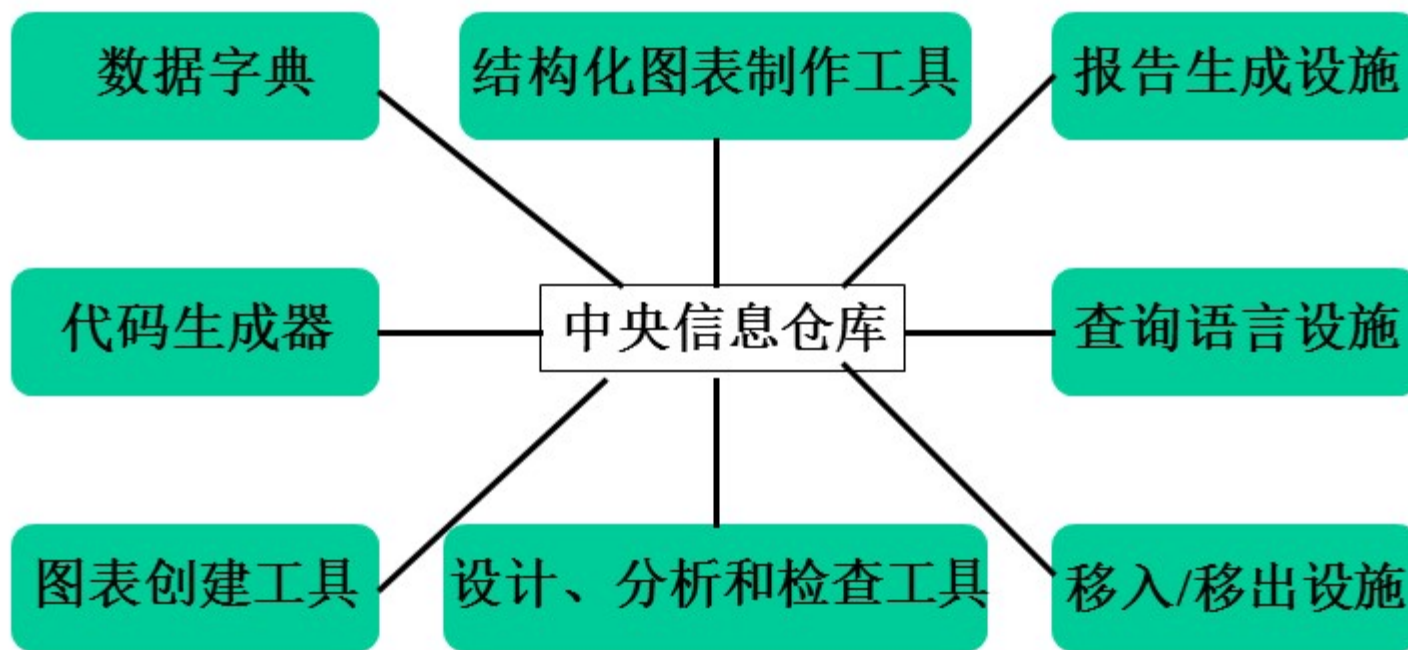 数据字典
结构化图表制作工具
报告生成设施
代码生成器
中央信息仓库
查询语言设施
图表创建工具
设计、分析和检查工具
移入/移出设施